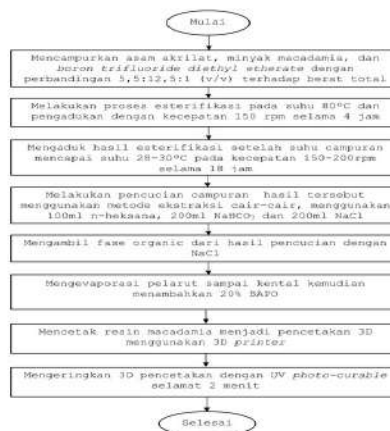 Mulai
Mencampurkan asam akrilat, minyak macadamia, dan
boron trifluoride diethyl etherate dengan
perbandingan 5,5:12,5:1 (v/v) terhadap berat total
Melakukan proses esterifikasi pada suhu 80ºC dan
pengadukan dengan kecepatan 150 rpm selama 4 jam
Mengaduk hasil esterifikasi setelah suhu campuran
mencapai suhu 28-30ºC pada kecepatan 150-200rpm
selama 18 jam
Melakukan pencucian campuran hasil tersebut
menggunakan metode ekstraksi cair-cair, menggunakan
100ml n-heksana, 200ml NaHCO₃ dan 200ml NaCl
Mengambil fase organic dari hasil pencucian dengan
NaCl
Mengevaporasi pelarut sampai kental kemudian
menambahkan 20% BAPO
Mencetak resin macadamia menjadi pencetakan 3D
menggunakan 3D printer
Mengeringkan 3D pencetakan dengan UV photo-curable
selamat 2 menit
Selesai